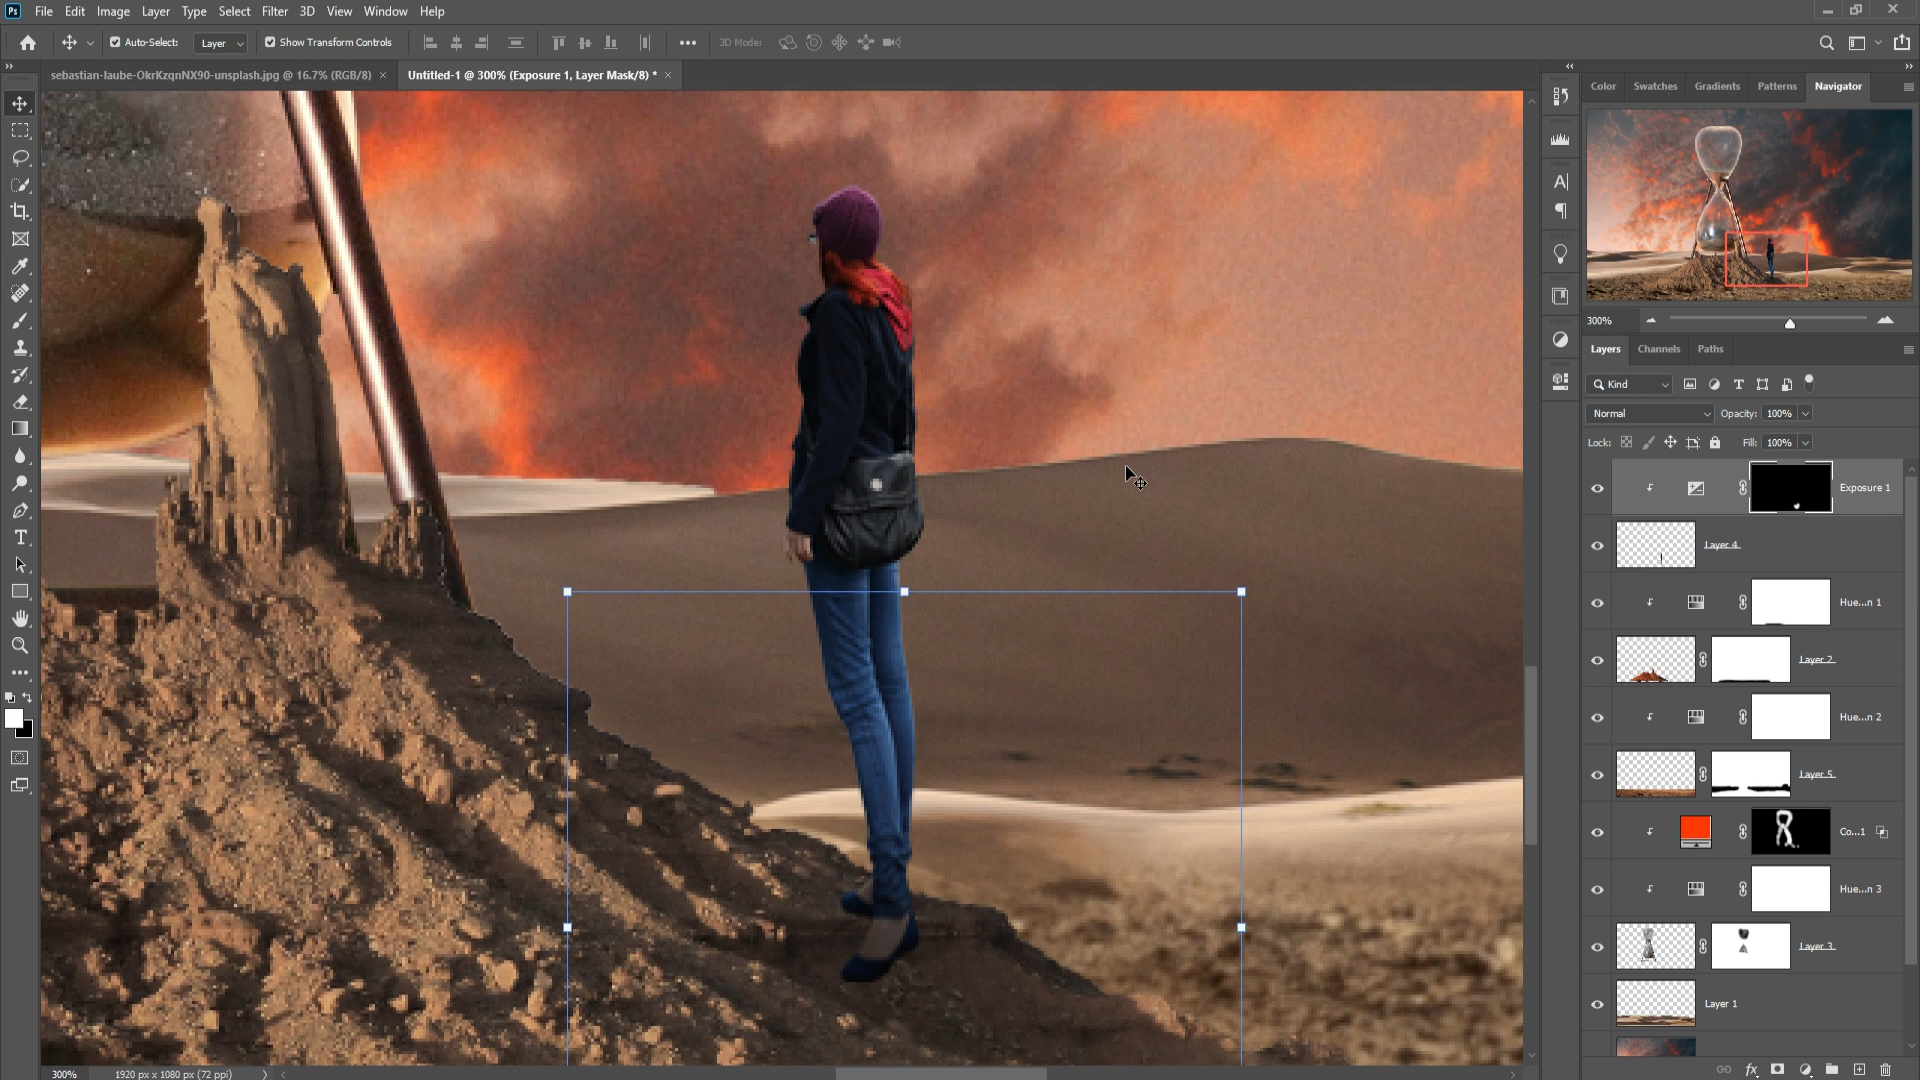 Ps File Edit Image Layer Type Select Filter 3D View Window Help
Auto-Select: Layer Show Transform Controls 3D Mode:
sebastian-laube-OkrKzqnNX90-unsplash.jpg @ 16.7% (RGB/8) × Untitled-1 @ 300% (Exposure 1, Layer Mask/8) * ×
Color Swatches Gradients Patterns Navigator
300%
Layers Channels Paths
Kind
Normal Opacity: 100%
Lock: Fill: 100%
Exposure 1
Layer 4
Hue...n 1
Layer 2
Hue...n 2
Layer 5
Co...1
Hue...n 3
Layer 3
Layer 1
300% 1920 px x 1080 px (72 ppi)